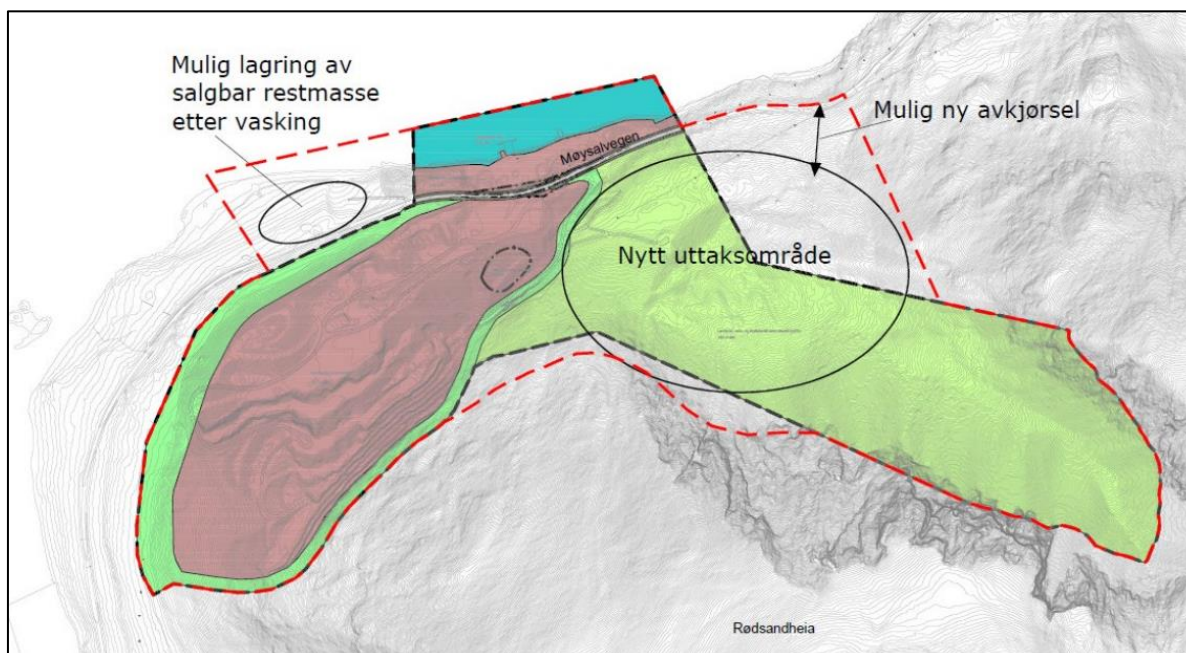 Mulig lagring av
salgbar restmasse
etter vasking
Mulig ny avkjørsel
Møysalvegen
Nytt uttaksområde
Rødsandheia